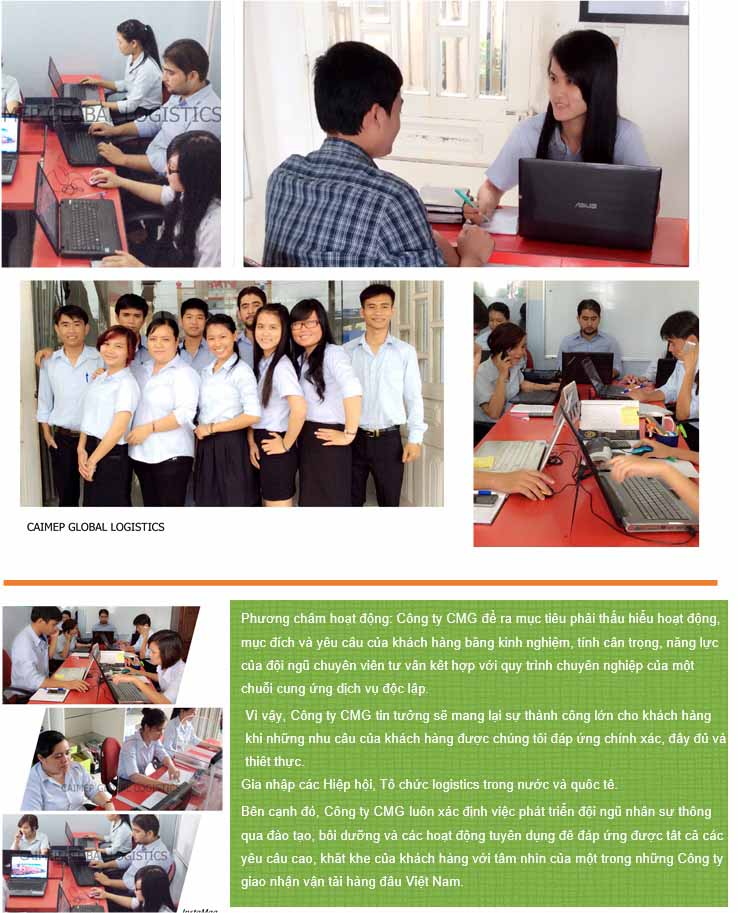 MEP GLOBAL LOGISTICS
ASUS
CAIMEP GLOBAL LOGISTICS
Phương châm hoạt động: Công ty CMG đề ra mục tiêu phải thấu hiểu hoạt động,
mục đích và yêu cầu của khách hàng bằng kinh nghiệm, tính cẩn trọng, năng lực
của đội ngũ chuyên viên tư vấn kết hợp với quy trình chuyên nghiệp của một
chuỗi cung ứng dịch vụ độc lập.
Vì vậy, Công ty CMG tin tưởng sẽ mang lại sự thành công lớn cho khách hàng
khi những nhu cầu của khách hàng được chúng tôi đáp ứng chính xác, đầy đủ và
thiết thực.
Gia nhập các Hiệp hội, Tổ chức logistics trong nước và quốc tế.
Bên cạnh đó, Công ty CMG luôn xác định việc phát triển đội ngũ nhân sự thông
qua đào tạo, bồi dưỡng và các hoạt động tuyển dụng để đáp ứng được tất cả các
yêu cầu cao, khắt khe của khách hàng với tầm nhìn của một trong những Công ty
giao nhận vận tải hàng đầu Việt Nam.
CAIMEP GLOBAL LOGISTICS
CAIMEP GLOBAL LOGISTICS
InstaMag